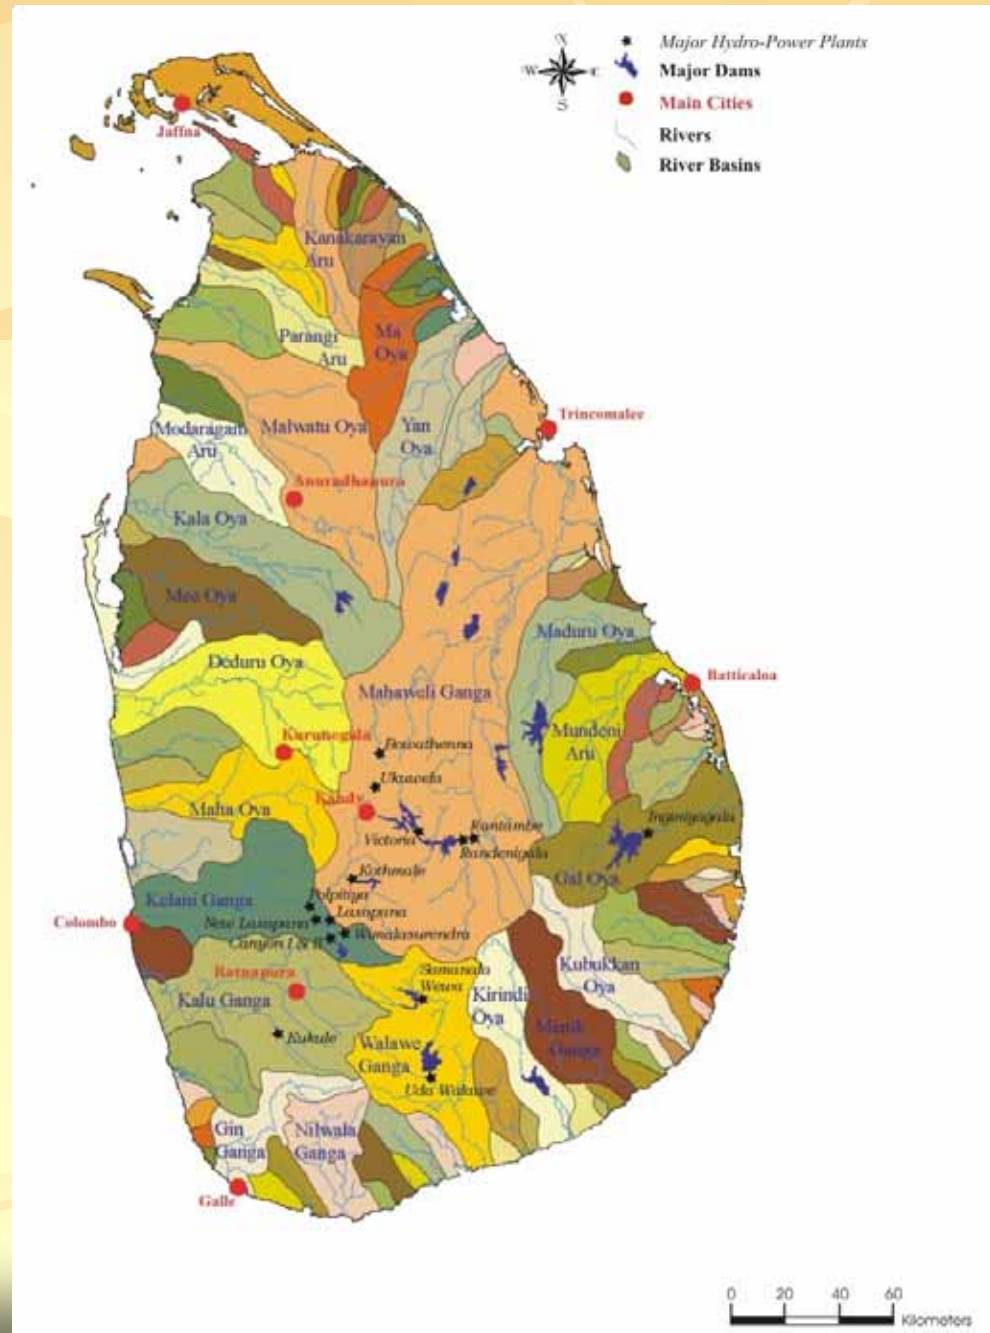 N
W
E
S
Major Hydro-Power Plants
Major Dams
Main Cities
Rivers
River Basins
Jaffna
Kanakarayan
Aru
Parangi
Aru
Ma
Oya
Trincomalee
Modaragam
Aru
Malwatu Oya
Yan
Oya
Anuradhapura
Kala Oya
Mee Oya
Maduru Oya
Deduru Oya
Batticaloa
Mahaweli Ganga
Mundeni
Aru
Kurunegala
Bowathenna
Ukuwela
Kandy
Maha Oya
Inginiyagala
Rantambe
Victoria
Randenigala
Kothmale
Gal Oya
Polpitiya
Kelani Ganga
Laxapana
New Laxapana
Colombo
Wimalasurendra
Canyon I & II
Samanala
Wewa
Kubukkan
Oya
Ratnapura
Kirindi
Oya
Kalu Ganga
Menik
Ganga
Kukule
Walawe
Ganga
Uda Walawe
Gin
Ganga
Nilwala
Ganga
Galle
0 20 40 60
Kilometers